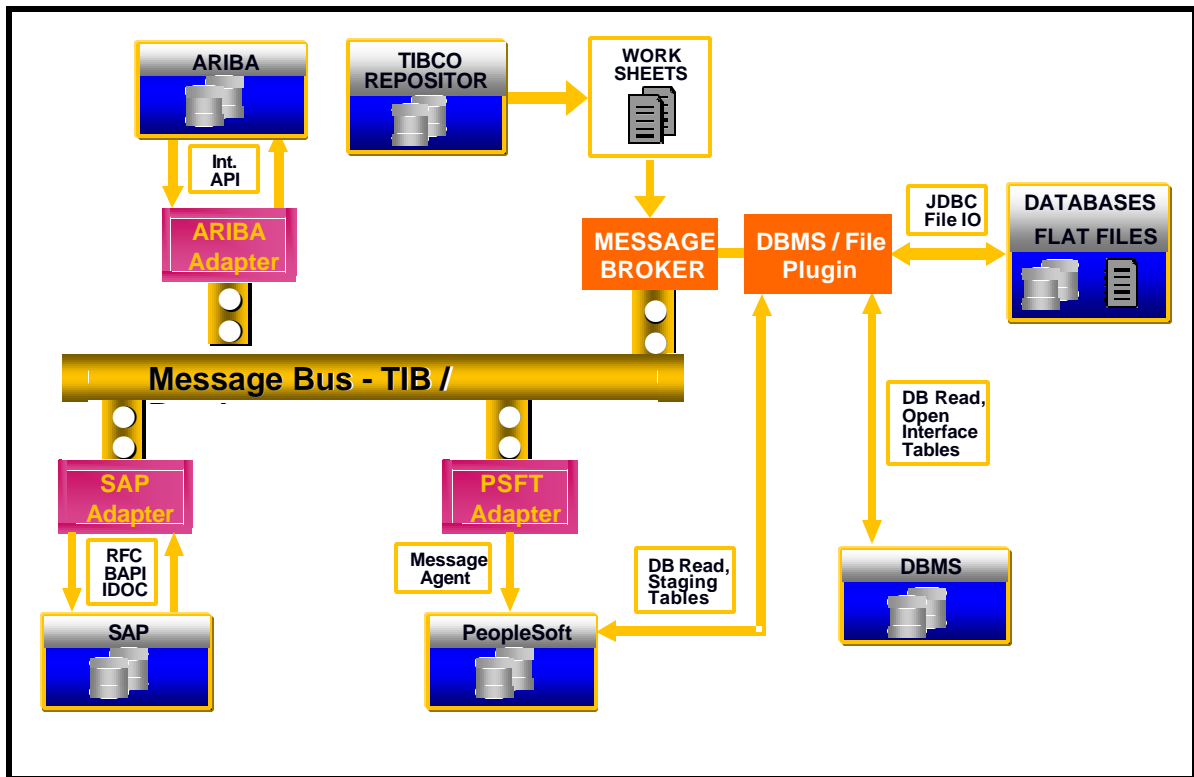 ARIBA
TIBCO
REPOSITOR
WORK
SHEETS
Int.
API
ARIBA
Adapter
MESSAGE
BROKER
DBMS / File
Plugin
JDBC
File IO
DATABASES
FLAT FILES
Message Bus - TIB /
DB Read,
Open
Interface
Tables
SAP
Adapter
PSFT
Adapter
RFC
BAPI
IDOC
Message
Agent
DB Read,
Staging
Tables
DBMS
SAP
PeopleSoft